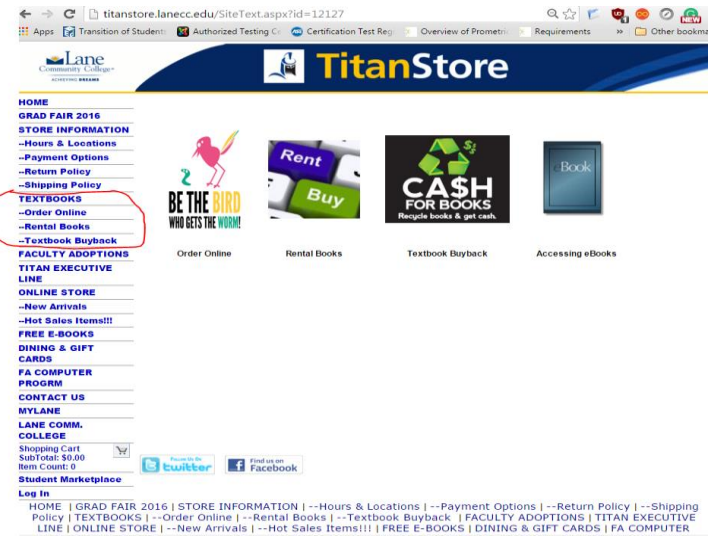 titanstore.lanecc.edu/SiteText.aspx?id=12127
Apps Transition of Students Authorized Testing Ce Certification Test Reg Overview of Prometric Requirements » Other bookma
NEW
Lane
Community College
ACHIEVING DREAMS
TitanStore
HOME
GRAD FAIR 2016
STORE INFORMATION
--Hours & Locations
--Payment Options
--Return Policy
--Shipping Policy
TEXTBOOKS
--Order Online
--Rental Books
--Textbook Buyback
FACULTY ADOPTIONS
TITAN EXECUTIVE
LINE
ONLINE STORE
--New Arrivals
--Hot Sales Items!!!
FREE E-BOOKS
DINING & GIFT
CARDS
FA COMPUTER
PROGRM
CONTACT US
MYLANE
LANE COMM.
COLLEGE
Shopping Cart
SubTotal: $0.00
Item Count: 0
Student Marketplace
Log In
BE THE BIRD
WHO GETS THE WORM!
Rent
Buy
CA$H
FOR BOOKS
Recycle books & get cash.
eBook
Order Online Rental Books Textbook Buyback Accessing eBooks
Follow Us On
twitter
Find us on
Facebook
HOME | GRAD FAIR 2016 | STORE INFORMATION | --Hours & Locations | --Payment Options | --Return Policy | --Shipping
Policy | TEXTBOOKS | --Order Online | --Rental Books | --Textbook Buyback | FACULTY ADOPTIONS | TITAN EXECUTIVE
LINE | ONLINE STORE | --New Arrivals | --Hot Sales Items!!! | FREE E-BOOKS | DINING & GIFT CARDS | FA COMPUTER